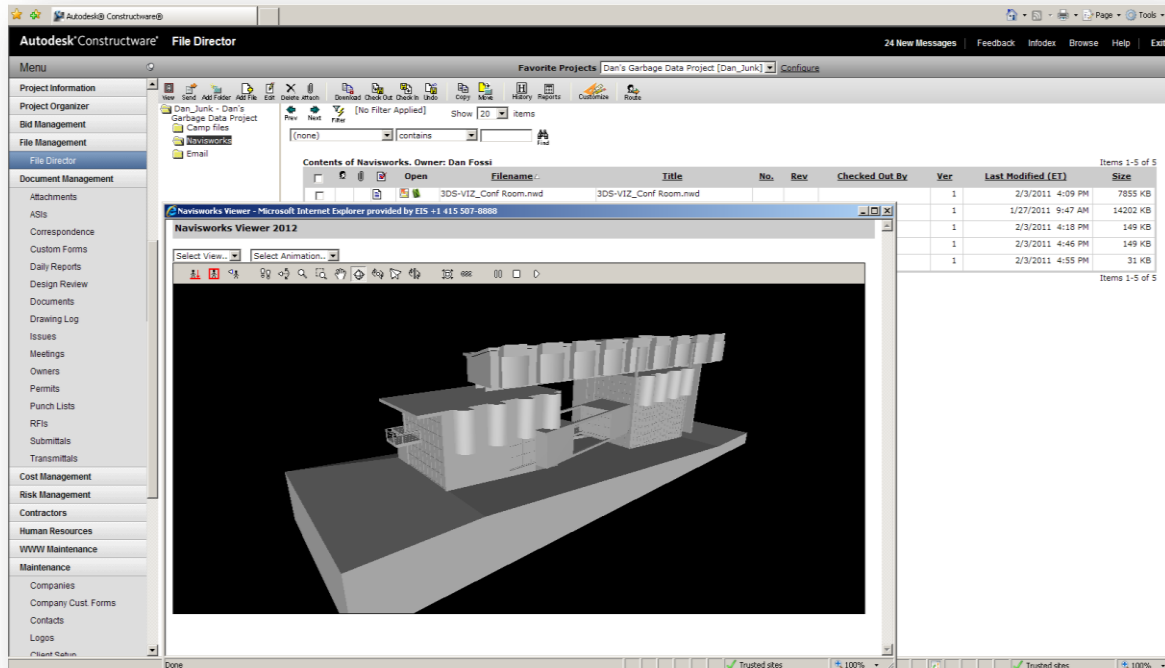 Autodesk® Constructware®
Page
Tools
Autodesk® Constructware® File Director
24 New Messages | Feedback Infodex Browse Help | Exit
Menu
Favorite Projects Dan's Garbage Data Project [Dan_Junk] Configure
Project Information
Project Organizer
Bid Management
File Management
File Director
Document Management
Attachments
ASIs
Correspondence
Custom Forms
Daily Reports
Design Review
Documents
Drawing Log
Issues
Meetings
Owners
Permits
Punch Lists
RFIs
Submittals
Transmittals
Cost Management
Risk Management
Contractors
Human Resources
WWW Maintenance
Maintenance
Companies
Company Cust. Forms
Contacts
Logos
Client Setup
View Send Add Folder Add File Edit Delete Attach Download Check Out Check In Undo Copy Move History Reports Customize Route
Dan_Junk - Dan's
Garbage Data Project
Camp files
Navisworks
Email
Prev Next Filter [No Filter Applied] Show 20 items
(none) contains Find
Contents of Navisworks. Owner: Dan Fossi Items 1-5 of 5
Open Filename Title No. Rev Checked Out By Ver Last Modified (ET) Size
3DS-VIZ_Conf Room.nwd 3DS-VIZ_Conf Room.nwd 1 2/3/2011 4:09 PM 7855 KB
1 1/27/2011 9:47 AM 14202 KB
1 2/3/2011 4:18 PM 149 KB
1 2/3/2011 4:46 PM 149 KB
1 2/3/2011 4:55 PM 31 KB
Items 1-5 of 5
Navisworks Viewer - Microsoft Internet Explorer provided by EIS +1 415 507-8888
Navisworks Viewer 2012
Select View... Select Animation...
Done Trusted sites 100%
Trusted sites 100%